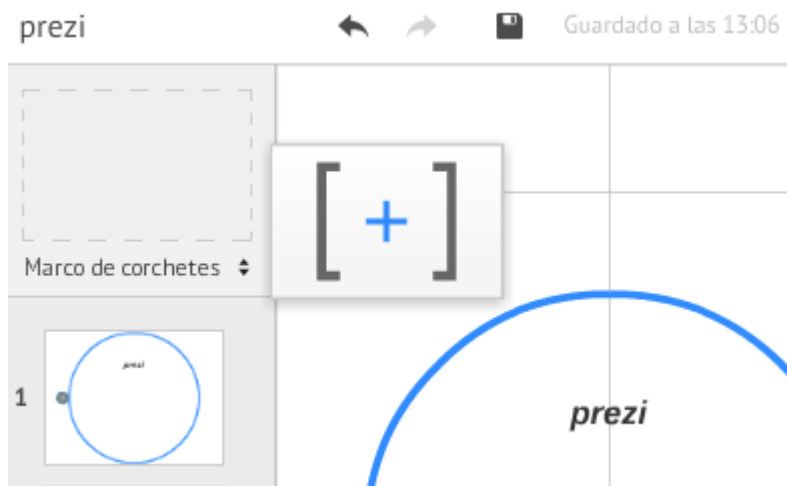 prezi
Guardado a las 13:06
Marco de corchetes
1
prezi
prezi